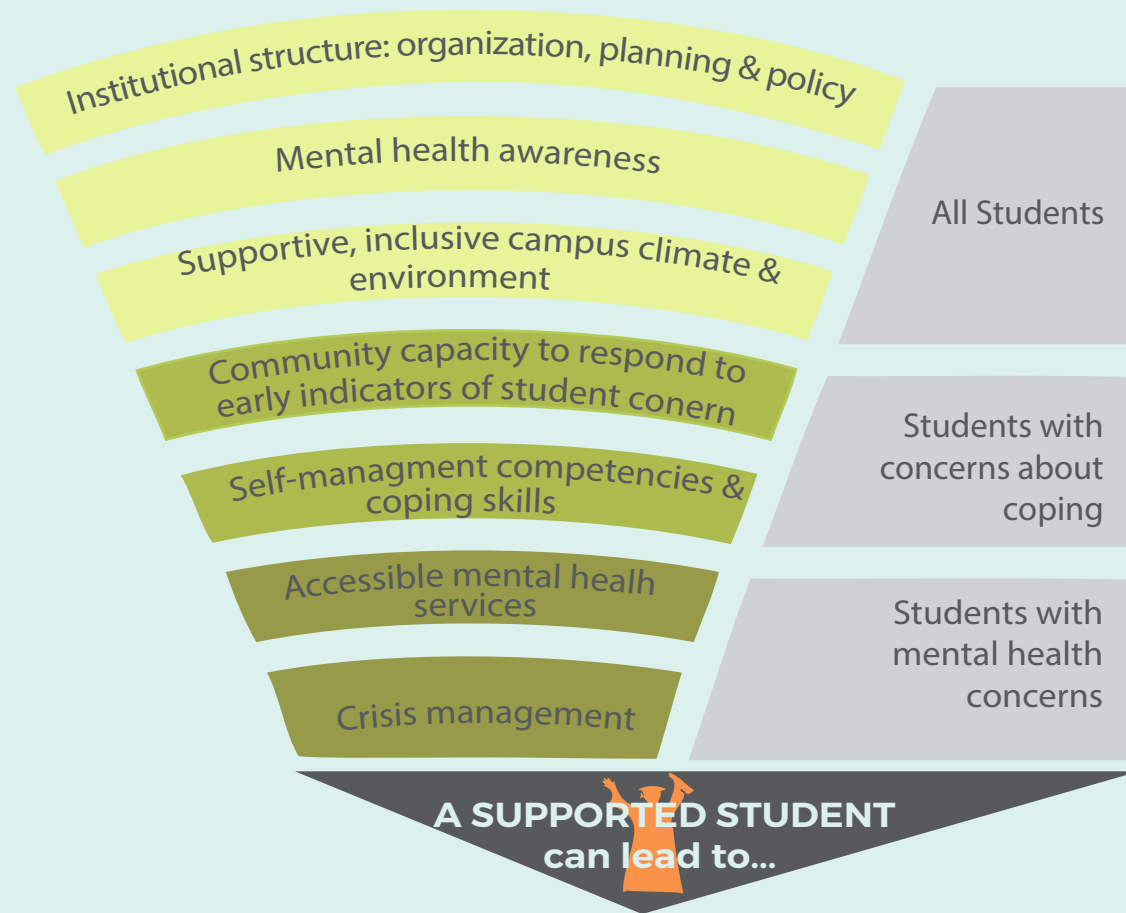 Institutional structure: organization, planning & policy
Mental health awareness
Supportive, inclusive campus climate &
environment
All Students
Community capacity to respond to
early indicators of student conern
Self-managment competencies &
coping skills
Students with
concerns about
coping
Accessible mental healh
services
Crisis management
Students with
mental health
concerns
A SUPPORTED STUDENT
can lead to...